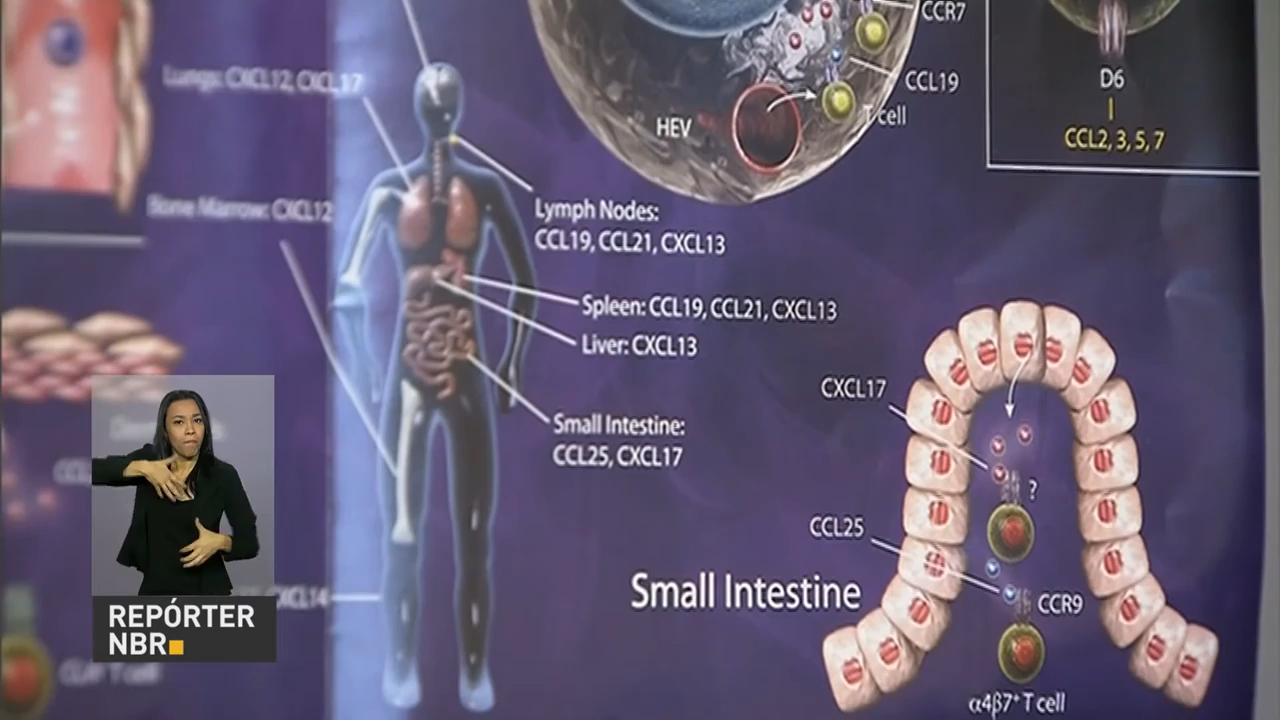 CCR7
CCL19
T cell
HEV
D6
CCL2, 3, 5, 7
Lungs: CXCL12, CXCL17
Bone Marrow: CXCL12
Lymph Nodes:
CCL19, CCL21, CXCL13
Spleen: CCL19, CCL21, CXCL13
Liver: CXCL13
Small Intestine:
CCL25, CXCL17
CXCL17
?
CCL25
Small Intestine
CCR9
α4β7⁺ T cell
CXCL14
T cell
REPÓRTER
NBR